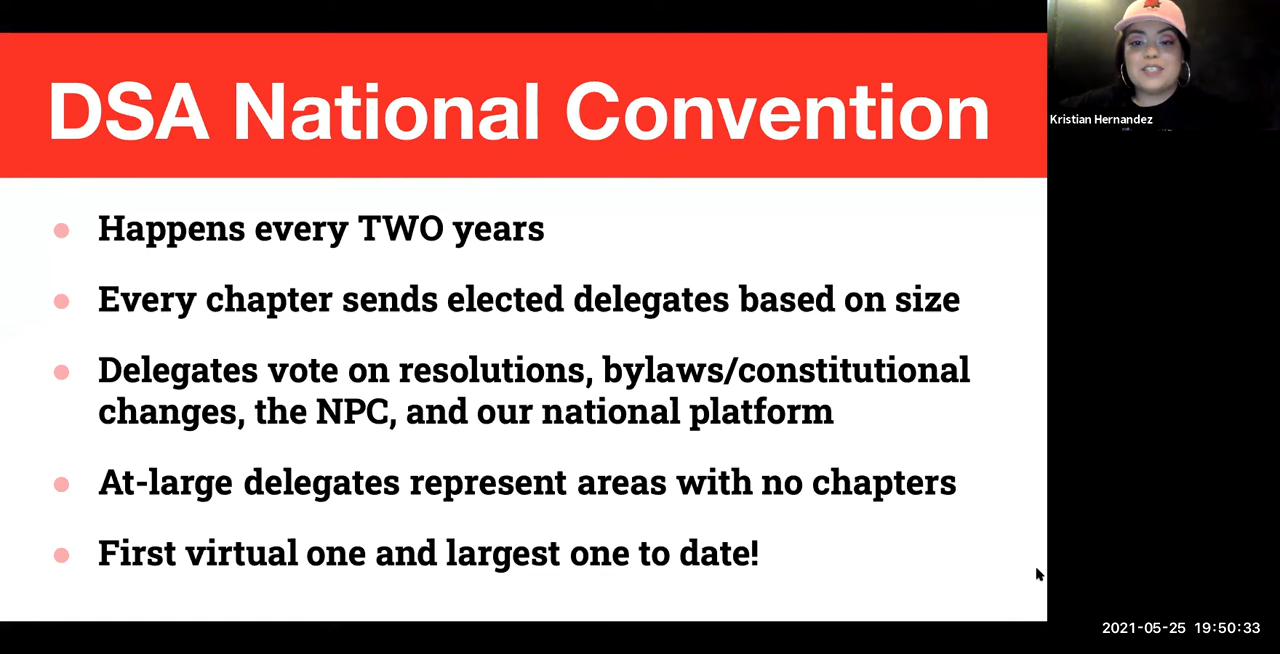 DSA National Convention
Kristian Hernandez
Happens every TWO years
Every chapter sends elected delegates based on size
Delegates vote on resolutions, bylaws/constitutional
changes, the NPC, and our national platform
At-large delegates represent areas with no chapters
First virtual one and largest one to date!
2021-05-25 19:50:33